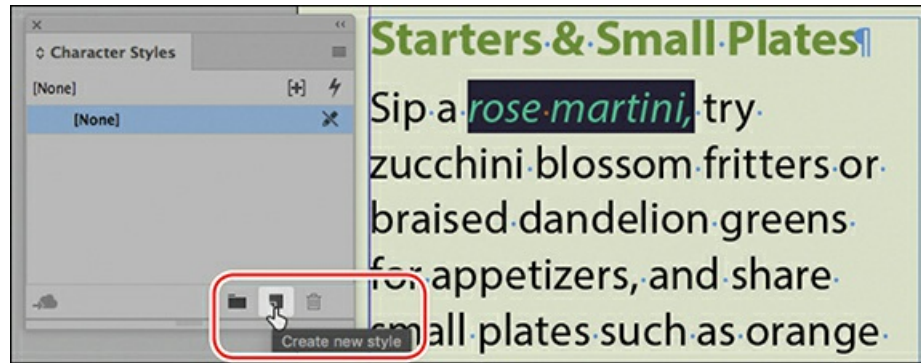 Character Styles
[None]
[None]
Create new style
Starters & Small Plates¶
Sip a rose martini, try
zucchini blossom fritters or
braised dandelion greens
for appetizers, and share
small plates such as orange